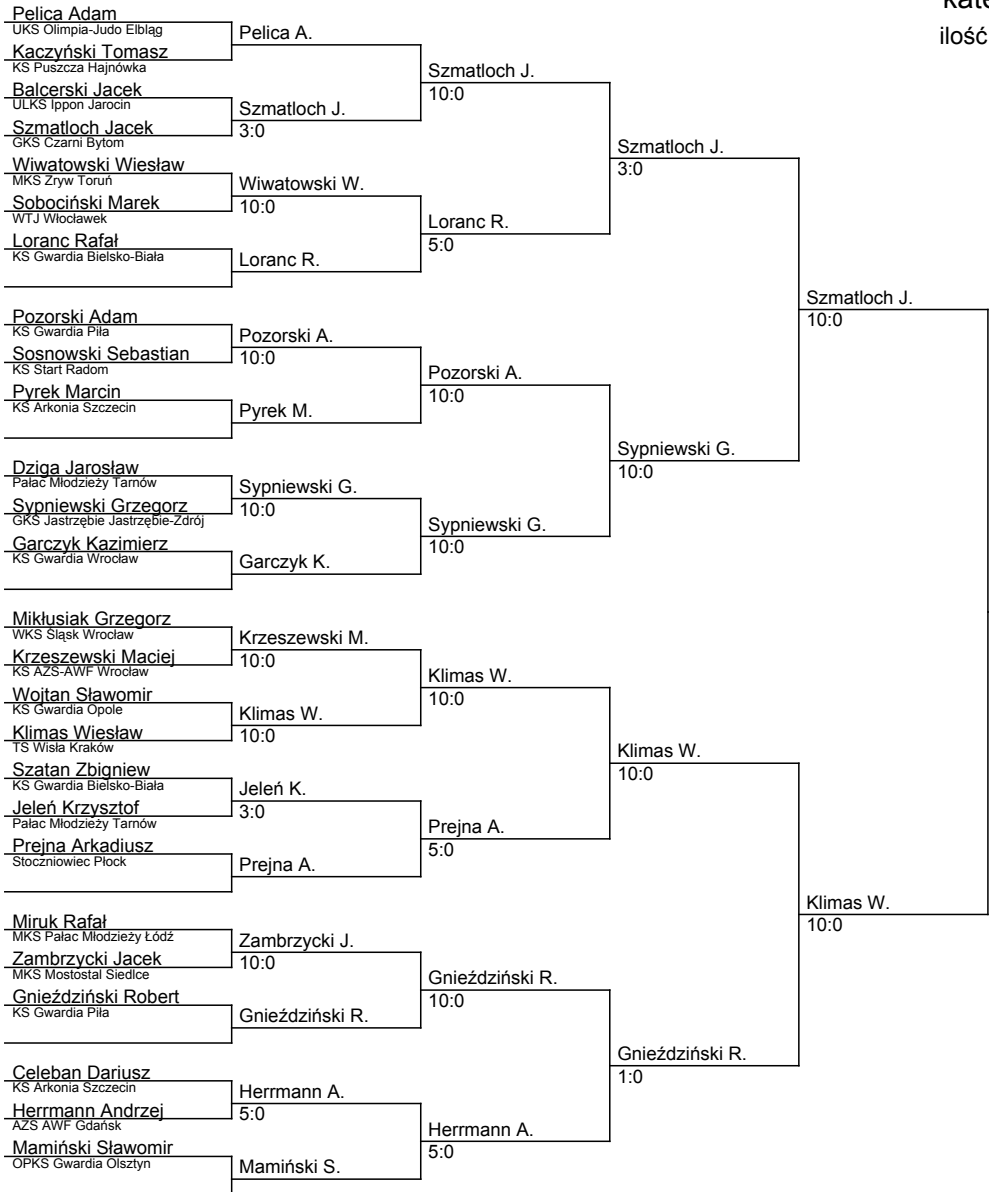 Pelica Adam
UKS Olimpia-Judo Elbląg
Kaczyński Tomasz
KS Puszcza Hajnówka
Balcerski Jacek
ULKS Ippon Jarocin
Szmatloch Jacek
GKS Czarni Bytom
Wiwatowski Wiesław
MKS Zryw Toruń
Sobociński Marek
WTJ Włocławek
Loranc Rafał
KS Gwardia Bielsko-Biała
Pozorski Adam
KS Gwardia Piła
Sosnowski Sebastian
KS Start Radom
Pyrek Marcin
KS Arkonia Szczecin
Dziga Jarosław
Pałac Młodzieży Tarnów
Sypniewski Grzegorz
GKS Jastrzębie Jastrzębie-Zdrój
Garczyk Kazimierz
KS Gwardia Wrocław
Mikłusiak Grzegorz
WKS Śląsk Wrocław
Krzeszewski Maciej
KS AZS-AWF Wrocław
Wojtan Sławomir
KS Gwardia Opole
Klimas Wiesław
TS Wisła Kraków
Szatan Zbigniew
KS Gwardia Bielsko-Biała
Jeleń Krzysztof
Pałac Młodzieży Tarnów
Prejna Arkadiusz
Stoczniowiec Płock
Miruk Rafał
MKS Pałac Młodzieży Łódź
Zambrzycki Jacek
MKS Mostostal Siedlce
Gnieździński Robert
KS Gwardia Piła
Celeban Dariusz
KS Arkonia Szczecin
Herrmann Andrzej
AZS AWF Gdańsk
Mamiński Sławomir
OPKS Gwardia Olsztyn
Pelica A.
Szmatloch J.
3:0
Wiwatowski W.
10:0
Loranc R.
Pozorski A.
10:0
Pyrek M.
Sypniewski G.
10:0
Garczyk K.
Krzeszewski M.
10:0
Klimas W.
10:0
Jeleń K.
3:0
Prejna A.
Zambrzycki J.
10:0
Gnieździński R.
Herrmann A.
5:0
Mamiński S.
Szmatloch J.
10:0
Loranc R.
5:0
Pozorski A.
10:0
Sypniewski G.
10:0
Klimas W.
10:0
Prejna A.
5:0
Gnieździński R.
10:0
Herrmann A.
5:0
Szmatloch J.
3:0
Sypniewski G.
10:0
Klimas W.
10:0
Gnieździński R.
1:0
Szmatloch J.
10:0
Klimas W.
10:0
ilość